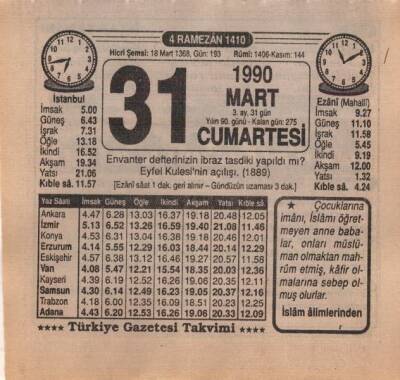 4 RAMEZÂN 1410
Hicrî Şemsî: 18 Mart 1368, Gün: 193 Rûmî: 1406-Kasım: 144
31
1990
MART
3. ay, 31 gün
Yılın 90. günü - Kalan gün: 275
CUMARTESİ
İstanbul
İmsak 5.00
Güneş 6.43
İşrak 7.31
Öğle 13.18
İkindi 16.52
Akşam 19.34
Yatsı 21.06
Kıble sâ. 11.57
Ezânî (Mahallî)
İmsak 9.27
Güneş 11.10
İşrak 11.58
Öğle 5.45
İkindi 9.19
Akşam 12.00
Yatsı 1.32
Kıble sâ. 4.24
Envanter defterinizin ibraz tasdiki yapıldı mı?
Eyfel Kulesi'nin açılışı. (1889)
[Ezânî sâat 1 dak. geri alınır – Gündüzün uzaması 3 dak.]
Yaz Sâati İmsak Güneş Öğle İkindi Akşam Yatsı Kıble sâ.
Ankara 4.47 6.28 13.03 16.37 19.18 20.48 12.05
İzmir 5.13 6.52 13.26 16.59 19.40 21.08 11.46
Konya 4.53 6.31 13.04 16.38 19.18 20.46 12.01
Erzurum 4.14 5.55 12.29 16.03 18.44 20.14 12.29
Eskişehir 4.57 6.38 13.12 16.46 19.27 20.57 11.58
Van 4.08 5.47 12.21 15.54 18.35 20.03 12.36
Kayseri 4.39 6.19 12.52 16.25 19.06 20.35 12.12
Samsun 4.30 6.14 12.49 16.23 19.05 20.37 12.16
Trabzon 4.18 6.00 12.35 16.09 18.51 20.23 12.25
Adana 4.43 6.20 12.53 16.26 19.06 20.33 12.09
★ Çocuklarına
imânı, İslâmı öğret-
meyen anne baba-
lar, onları müslü-
man olmaktan mah-
rûm etmiş, kâfir ol-
malarına sebep ol-
muş olurlar.
İslâm âlimlerinden
★★★★ Türkiye Gazetesi Takvimi ★★★★